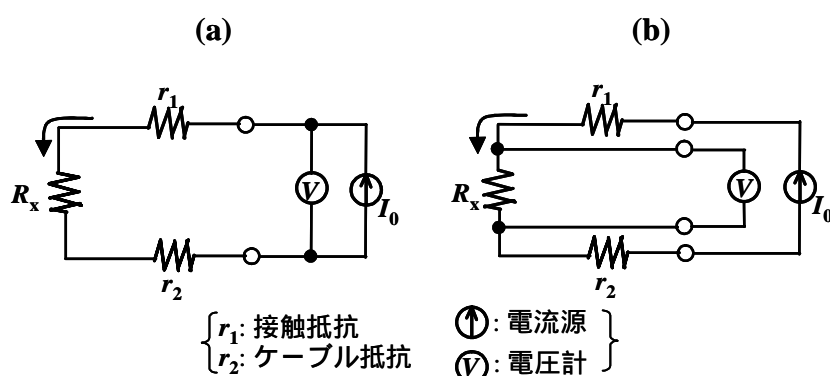 (a) (b)
r1 r1
Rx V I0 Rx V I0
r2 r2
r1: 接触抵抗
r2: ケーブル抵抗
: 電流源
V : 電圧計